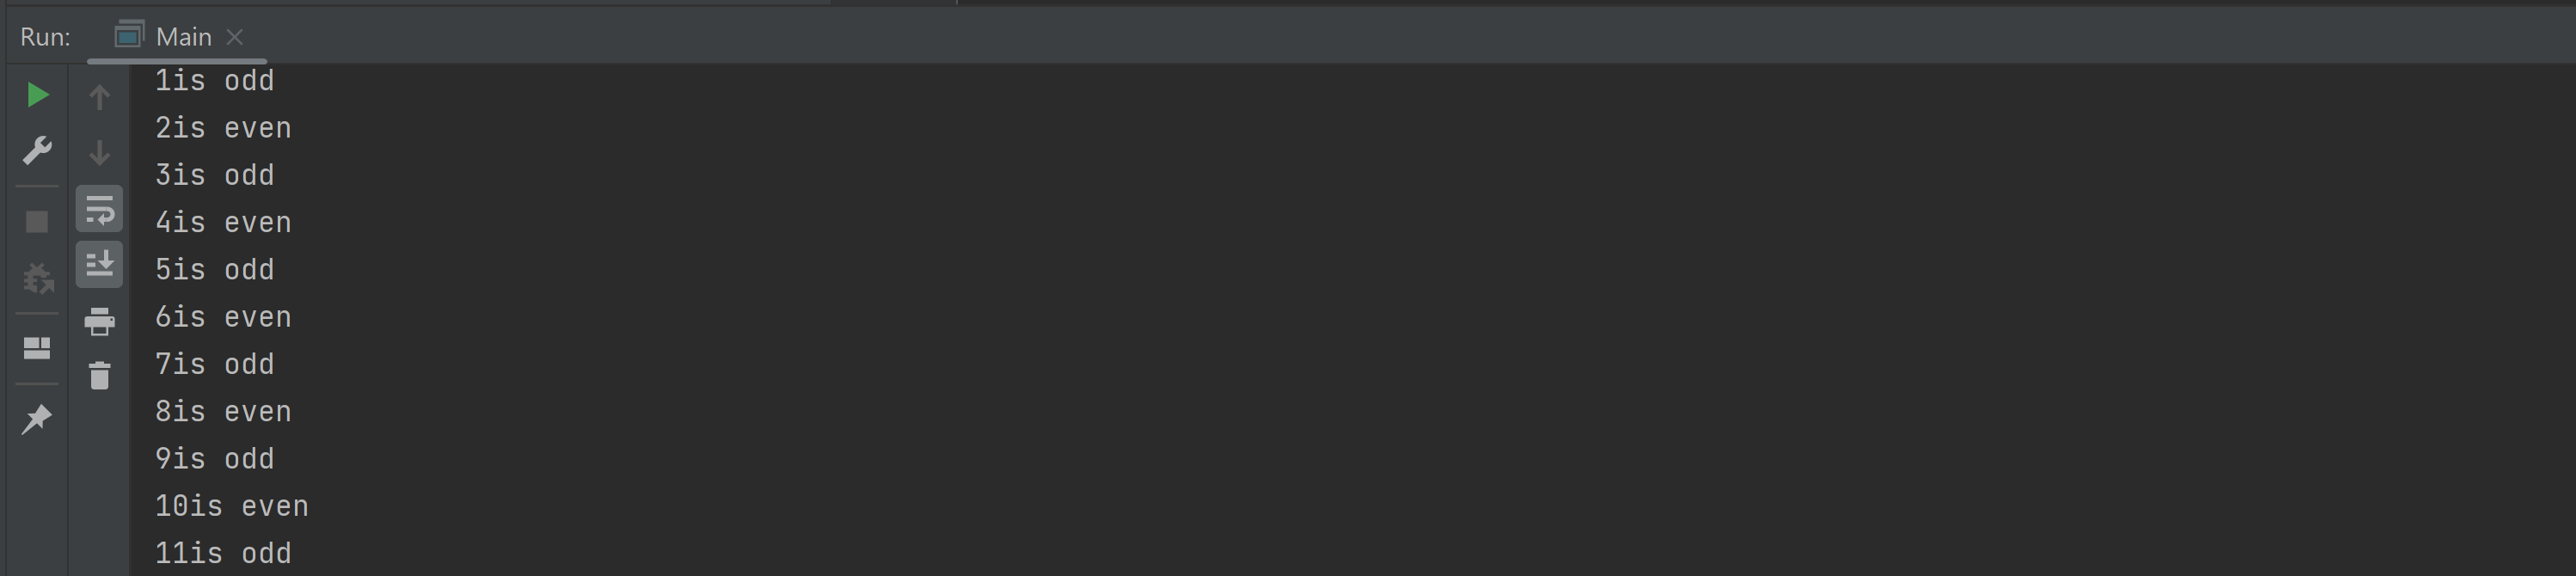 Run: Main
1is odd
2is even
3is odd
4is even
5is odd
6is even
7is odd
8is even
9is odd
10is even
11is odd